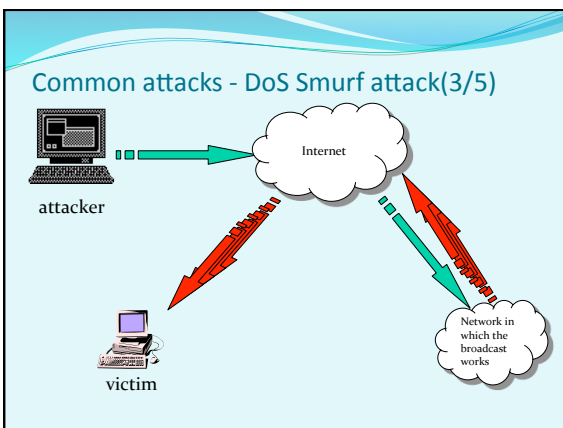 Common attacks - DoS Smurf attack(3/5)
Internet
attacker
Network in
which the
broadcast
works
victim